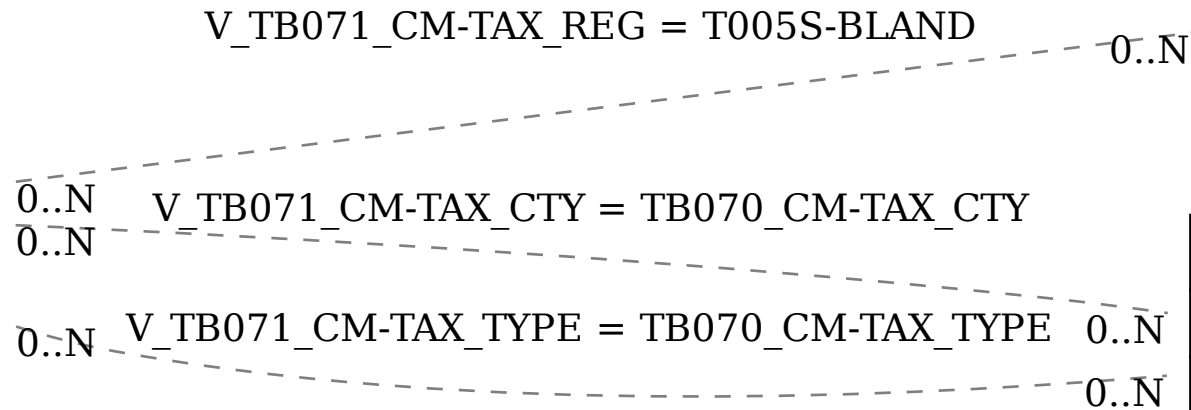 V_TB071_CM-TAX_REG = T005S-BLAND
0..N
0..N
V_TB071_CM-TAX_CTY = TB070_CM-TAX_CTY
0..N
V_TB071_CM-TAX_TYPE = TB070_CM-TAX_TYPE
0..N
0..N
0..N